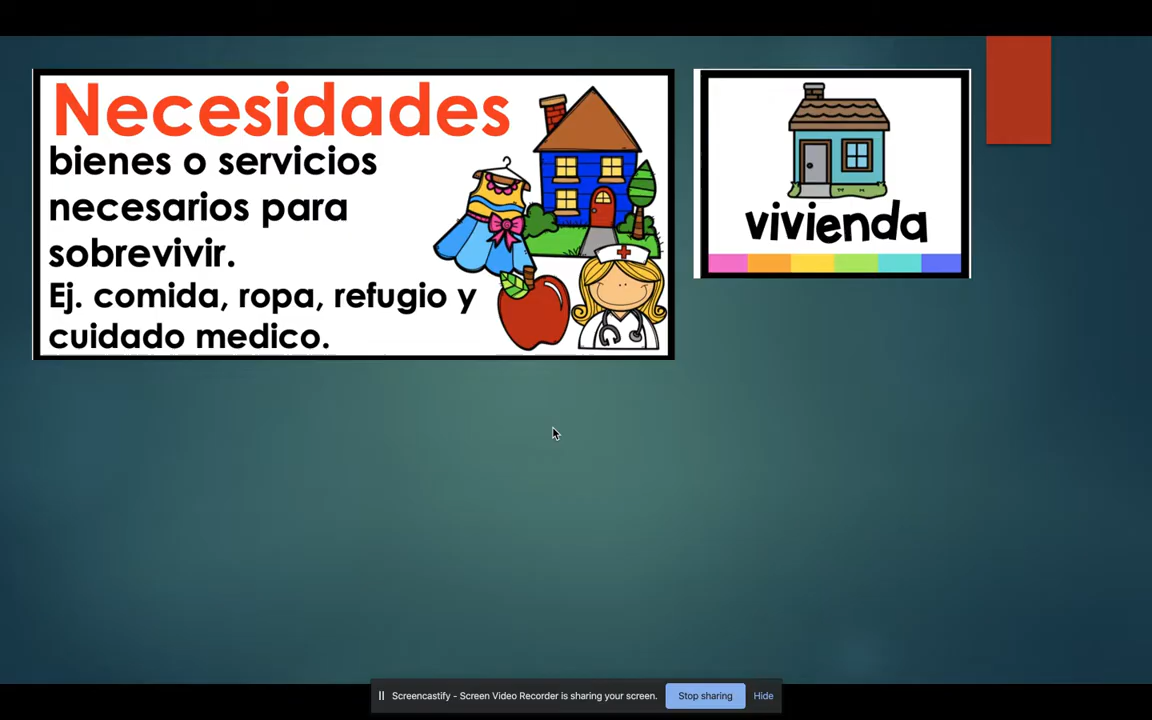 Necesidades
bienes o servicios
necesarios para
sobrevivir.
Ej. comida, ropa, refugio y
cuidado medico.
vivienda
Screencastify - Screen Video Recorder is sharing your screen. Stop sharing Hide